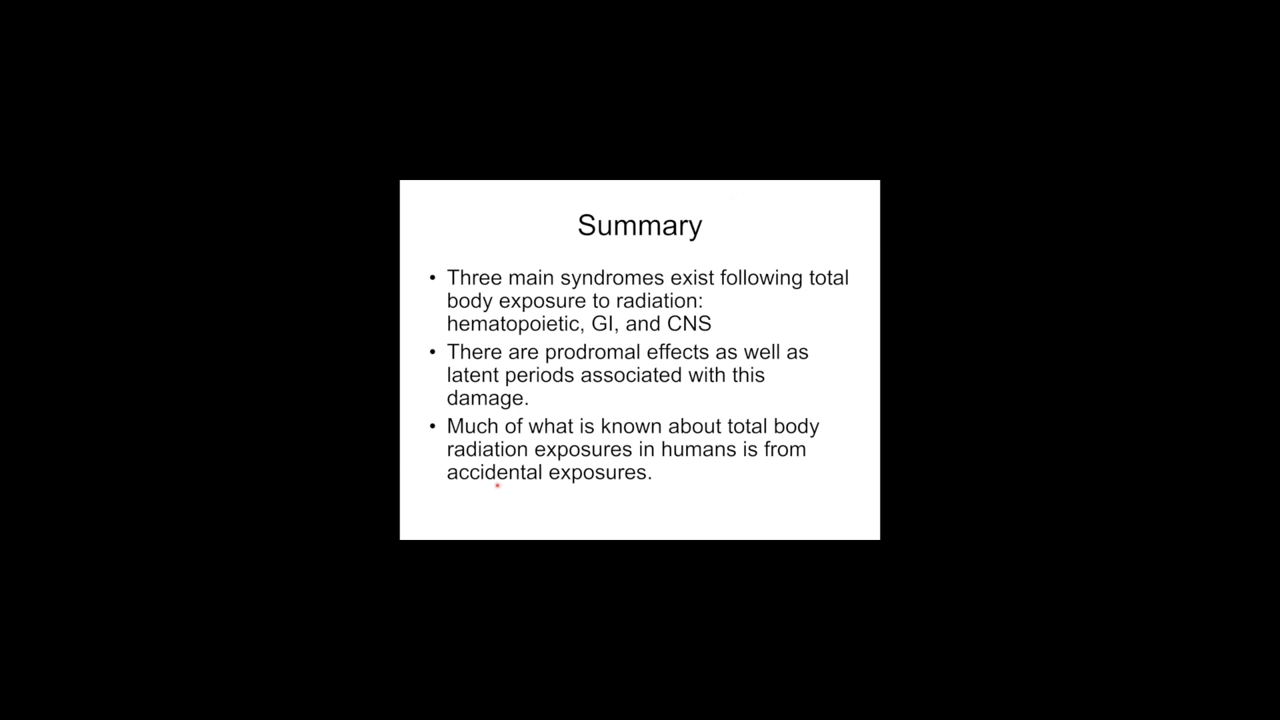 Summary
• Three main syndromes exist following total
body exposure to radiation:
hematopoietic, GI, and CNS
• There are prodromal effects as well as
latent periods associated with this
damage.
• Much of what is known about total body
radiation exposures in humans is from
accidental exposures.